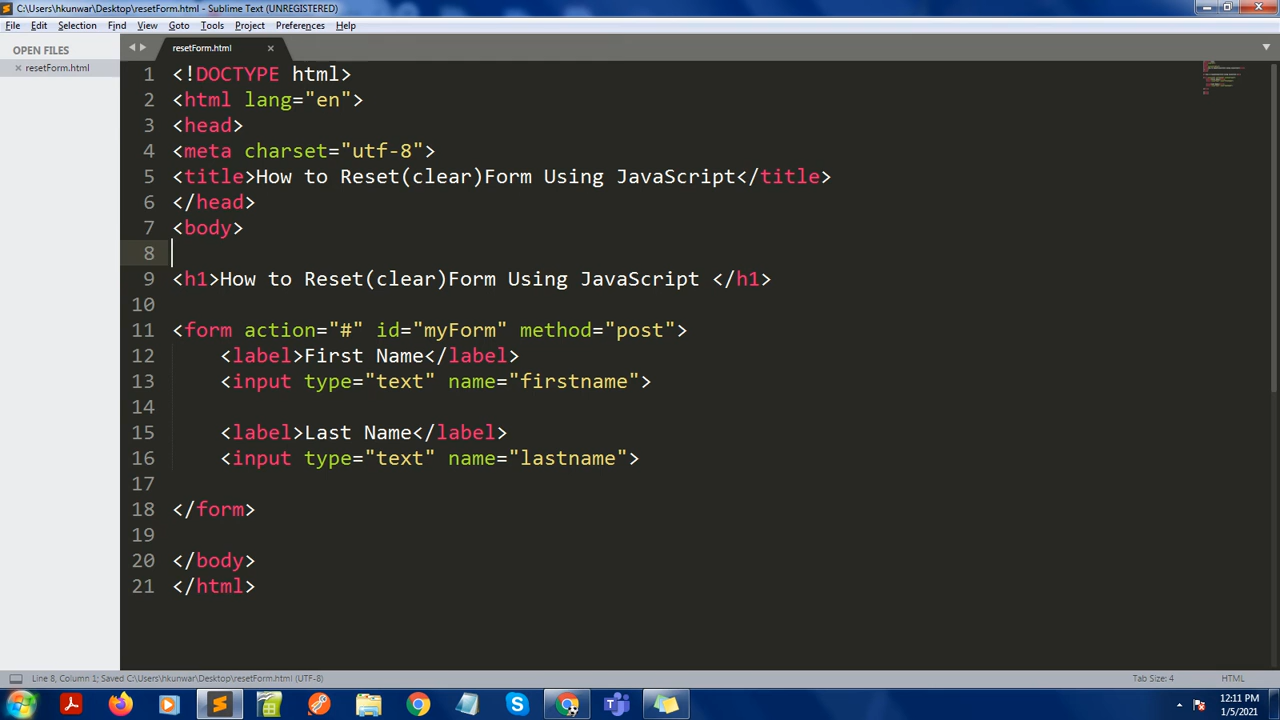 C:\Users\hkunwar\Desktop\resetForm.html - Sublime Text (UNREGISTERED)
File Edit Selection Find View Goto Tools Project Preferences Help
OPEN FILES
resetForm.html
resetForm.html
1 <!DOCTYPE html>
2 <html lang="en">
3 <head>
4 <meta charset="utf-8">
5 <title>How to Reset(clear)Form Using JavaScript</title>
6 </head>
7 <body>
8
9 <h1>How to Reset(clear)Form Using JavaScript </h1>
10
11 <form action="#" id="myForm" method="post">
12 <label>First Name</label>
13 <input type="text" name="firstname">
14
15 <label>Last Name</label>
16 <input type="text" name="lastname">
17
18 </form>
19
20 </body>
21 </html>
Line 8, Column 1; Saved C:\Users\hkunwar\Desktop\resetForm.html (UTF-8) Tab Size: 4 HTML
12:11 PM
1/5/2021